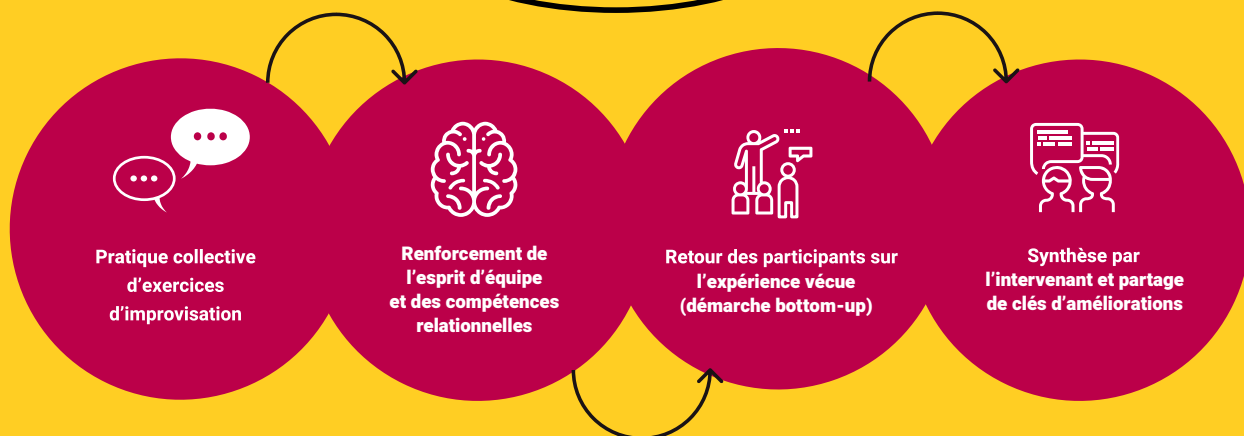 Pratique collective
d'exercices
d'improvisation
Renforcement de
l'esprit d'équipe
et des compétences
relationnelles
Retour des participants sur
l'expérience vécue
(démarche bottom-up)
Synthèse par
l'intervenant et partage
de clés d'améliorations